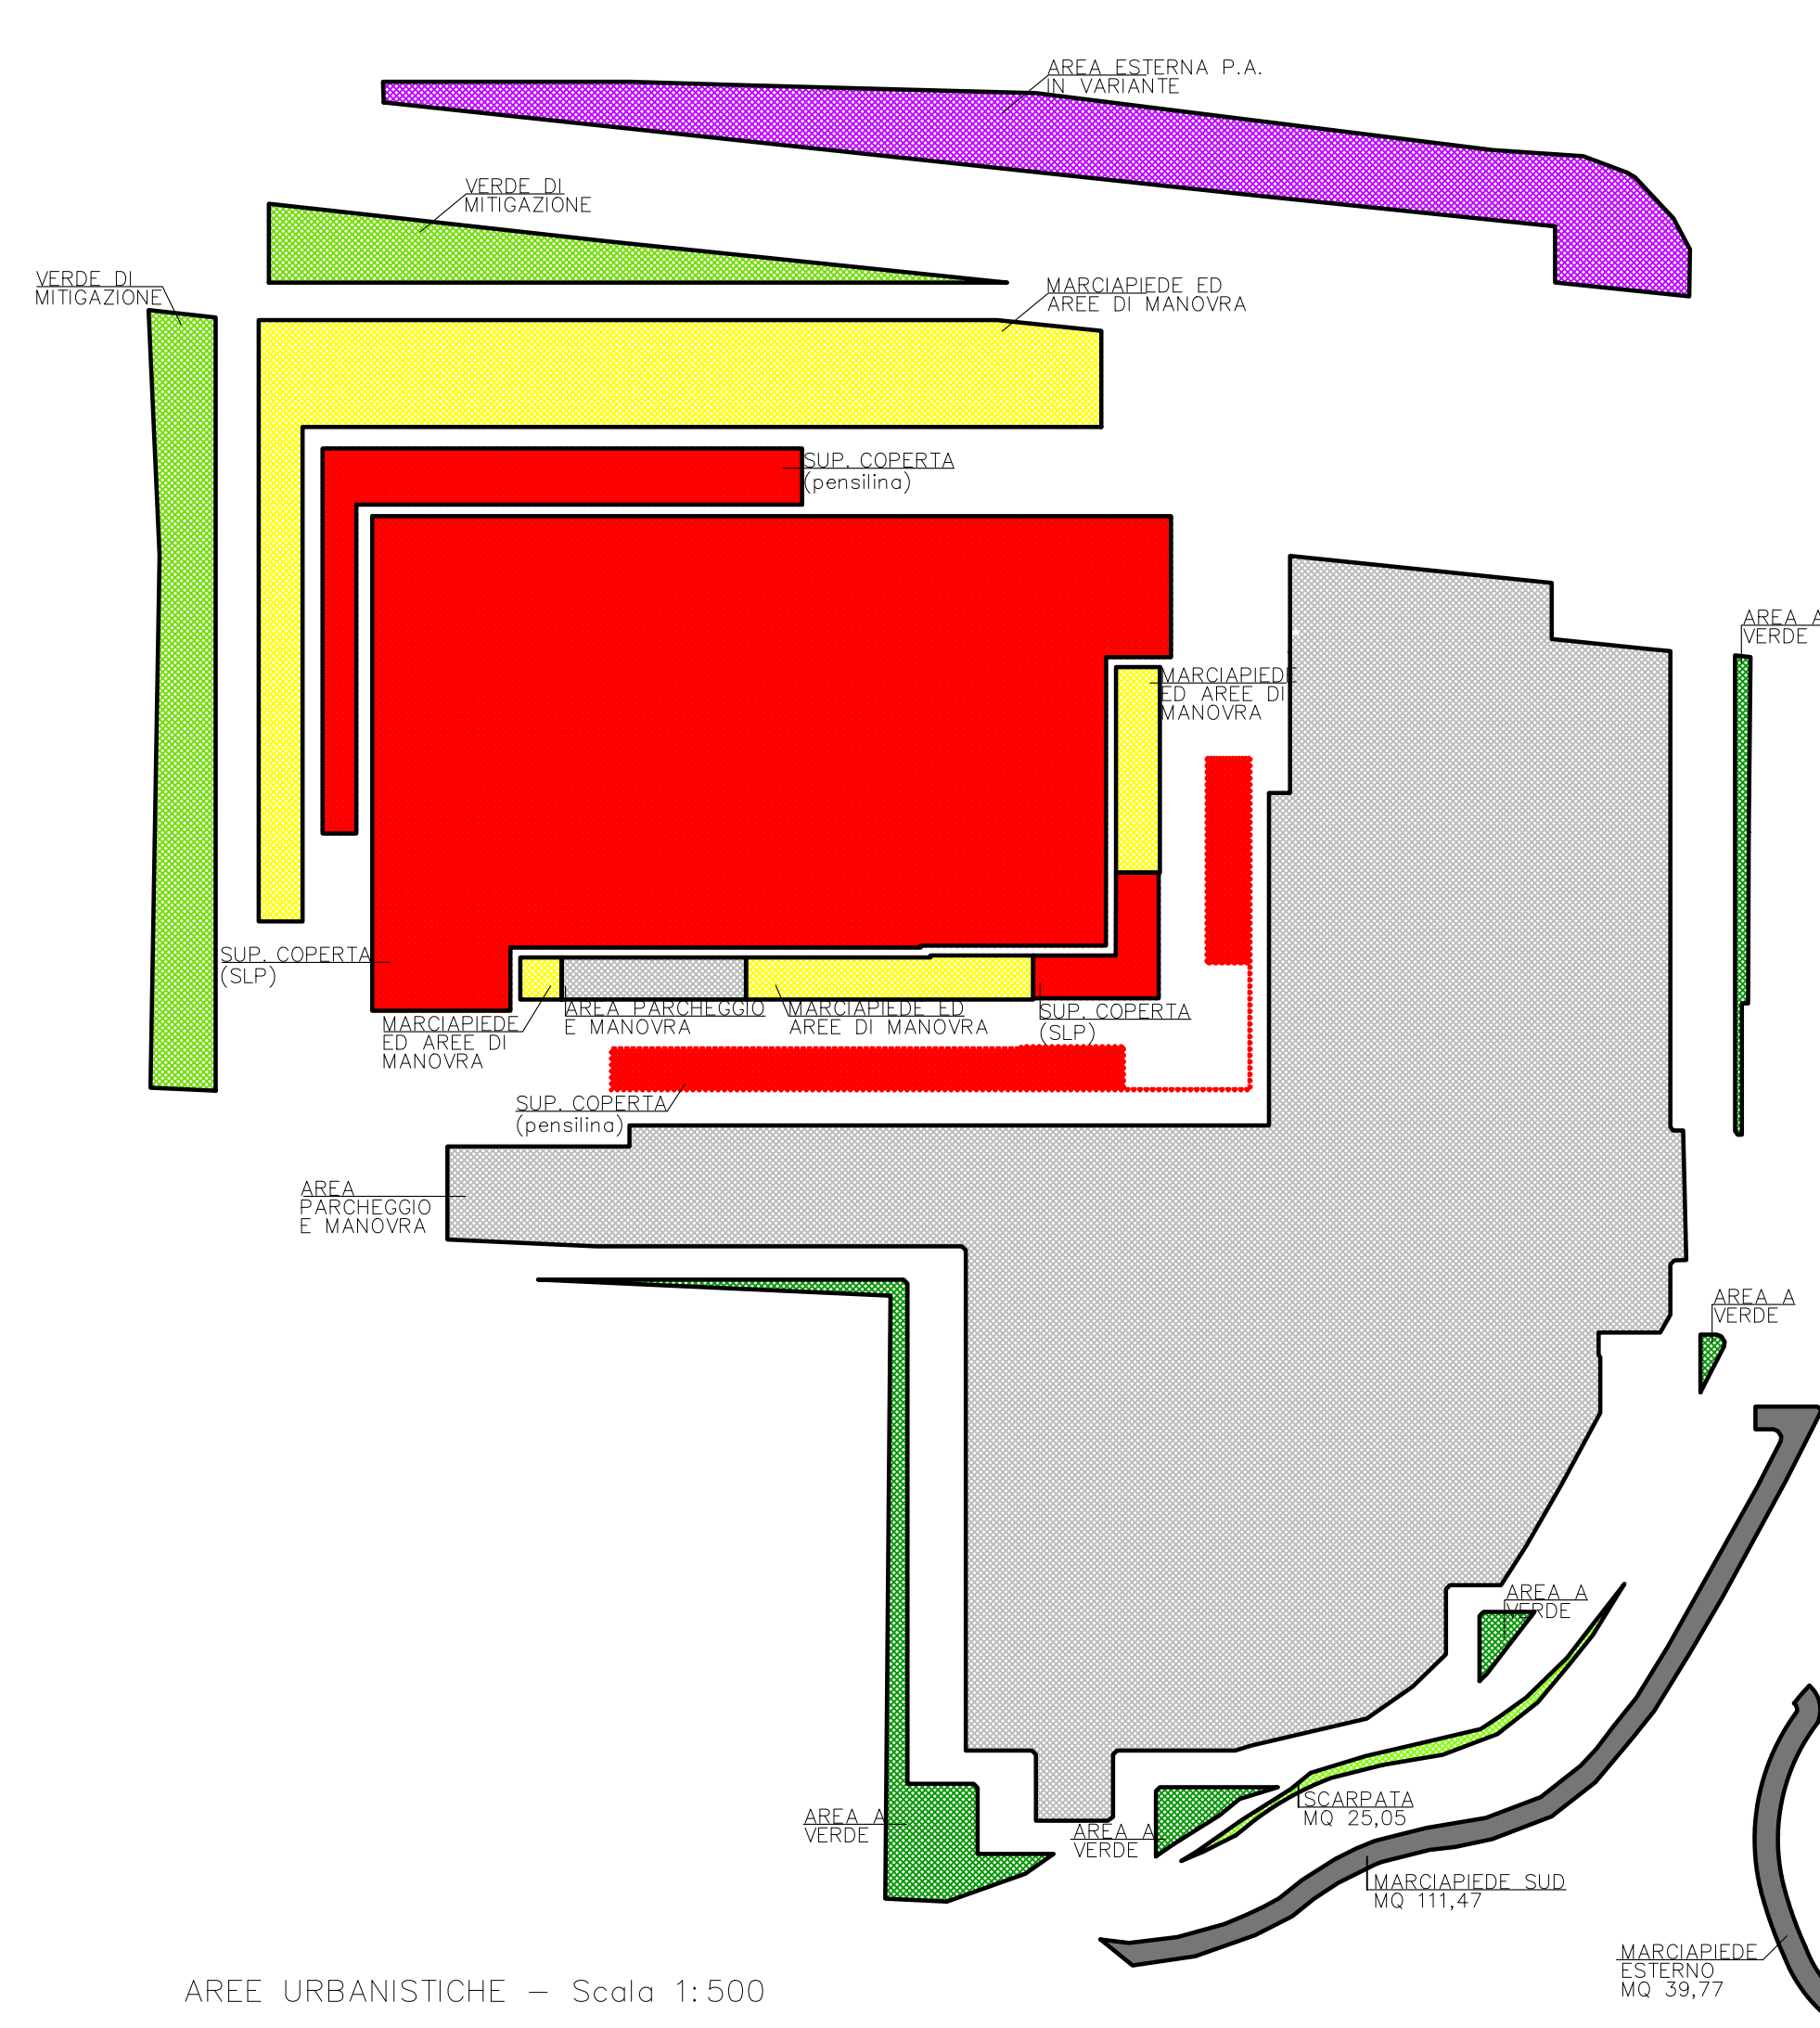 AREA ESTERNA P.A.
IN VARIANTE
VERDE DI
MITIGAZIONE
VERDE DI
MITIGAZIONE
MARCIAPIEDE ED
AREE DI MANOVRA
SUP. COPERTA
(pensilina)
AREA A
VERDE
MARCIAPIEDE
ED AREE DI
MANOVRA
SUP. COPERTA
(SLP)
MARCIAPIEDE
ED AREE DI
MANOVRA
AREA PARCHEGGIO
E MANOVRA
MARCIAPIEDE ED
AREE DI MANOVRA
SUP. COPERTA
(SLP)
SUP. COPERTA
(pensilina)
AREA
PARCHEGGIO
E MANOVRA
AREA A
VERDE
AREA A
VERDE
SCARPATA
MQ 25,05
AREA A
VERDE
AREA A
VERDE
MARCIAPIEDE SUD
MQ 111,47
MARCIAPIEDE
ESTERNO
MQ 39,77
AREE URBANISTICHE – Scala 1:500